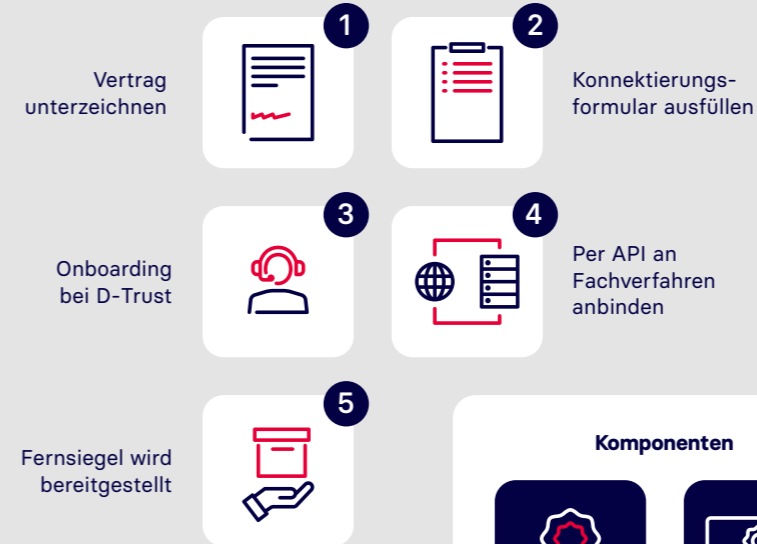 1
Vertrag
unterzeichnen
2
Konnektierungs-
formular ausfüllen
3
Onboarding
bei D-Trust
4
Per API an
Fachverfahren
anbinden
5
Fernsiegel wird
bereitgestellt
Komponenten